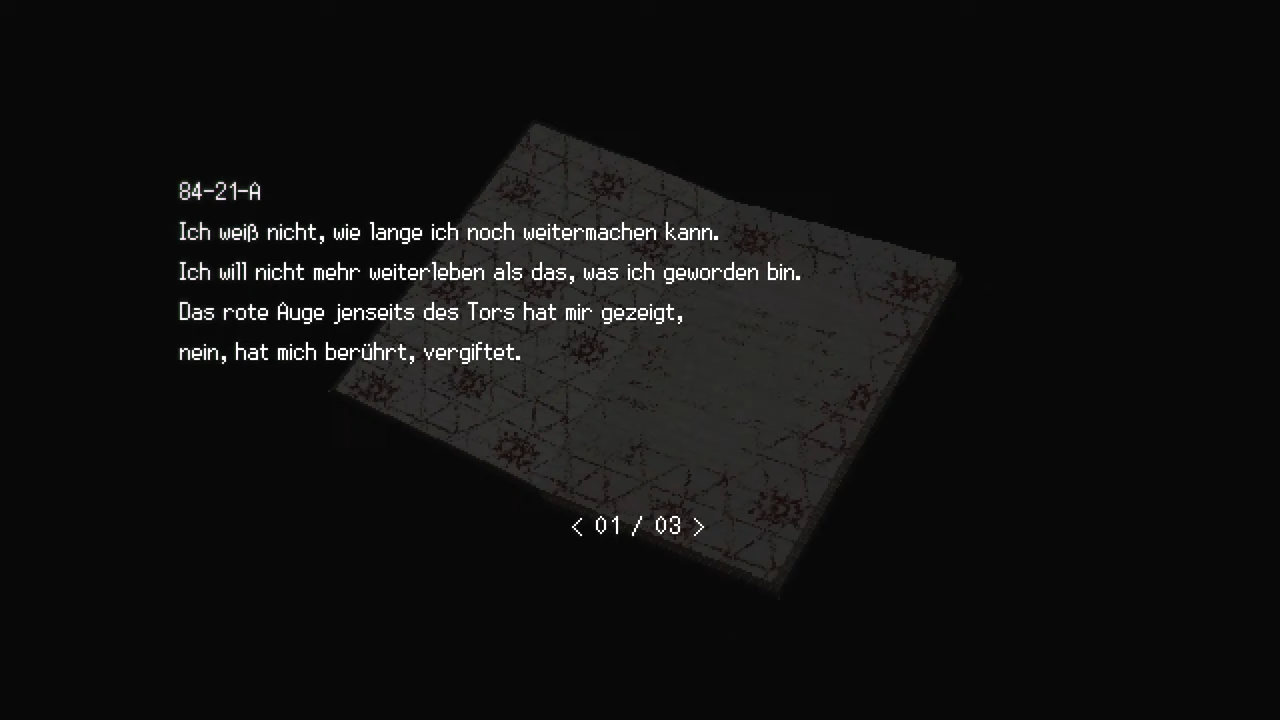 84-21-A
Ich weiß nicht, wie lange ich noch weitermachen kann.
Ich will nicht mehr weiterleben als das, was ich geworden bin.
Das rote Auge jenseits des Tors hat mir gezeigt,
nein, hat mich berührt, vergiftet.
< 01 / 03 >